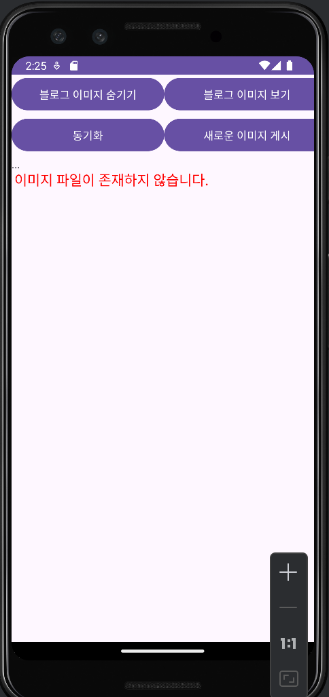 2:25
블로그 이미지 숨기기 블로그 이미지 보기
동기화 새로운 이미지 게시
...
이미지 파일이 존재하지 않습니다.
1:1